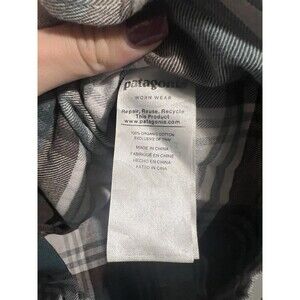 patagonia
WORN WEAR
Repair, Reuse, Recycle
This Product
www.patagonia.com
100% ORGANIC COTTON
EXCLUSIVE OF TRIM
MADE IN CHINA
FABRIQUÉ EN CHINE
HECHO EN CHINA
FATTO IN CINA